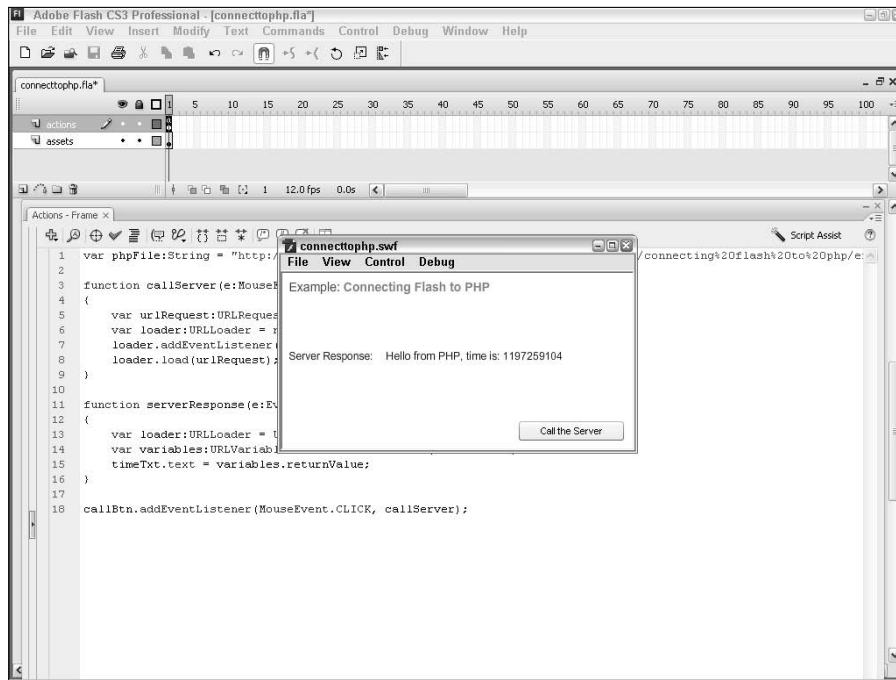 Adobe Flash CS3 Professional - [connecttophp.fla*]
File Edit View Insert Modify Text Commands Control Debug Window Help
connecttophp.fla*
1 5 10 15 20 25 30 35 40 45 50 55 60 65 70 75 80 85 90 95 100
actions
assets
1 12.0 fps 0.0s
Actions - Frame
Script Assist
1 var phpFile:String = "http:/ /connecting%20flash%20to%20php/e
2
3 function callServer(e:Mouse
4 {
5 var urlRequest:URLReques
6 var loader:URLLoader =
7 loader.addEventListener
8 loader.load(urlRequest);
9 }
10
11 function serverResponse(e:Ev
12 {
13 var loader:URLLoader =
14 var variables:URLVariabl
15 timeTxt.text = variables.returnValue;
16 }
17
18 callBtn.addEventListener(MouseEvent.CLICK, callServer);
connecttophp.swf
File View Control Debug
Example: Connecting Flash to PHP
Server Response: Hello from PHP, time is: 1197259104
Call the Server